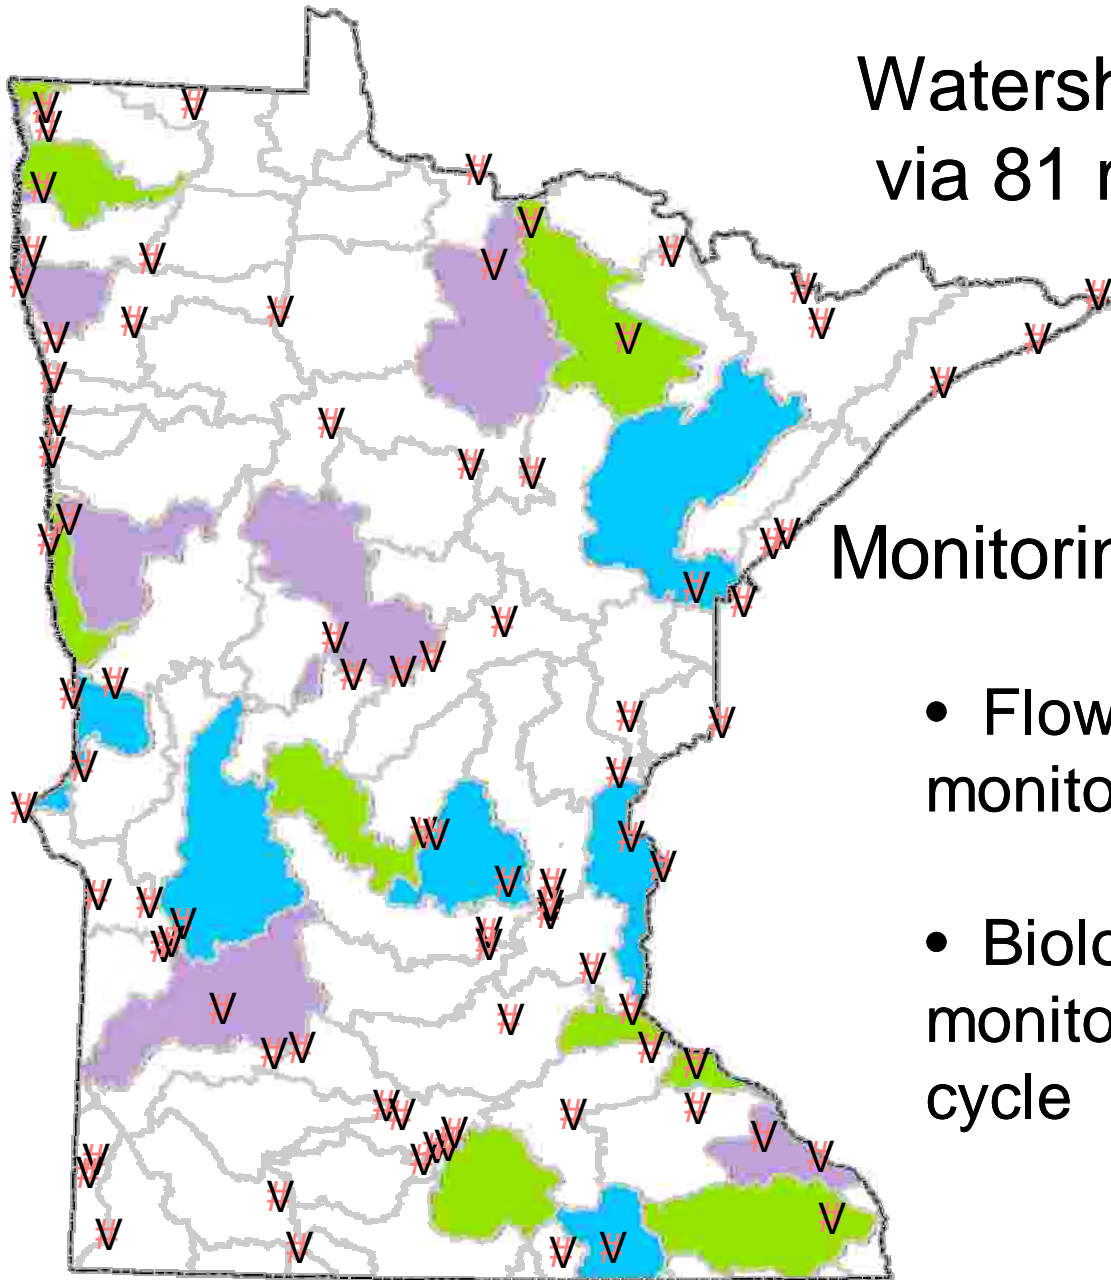 Watersh
via 81 r
Monitorin
• Flow
monito
• Biolo
monito
cycle